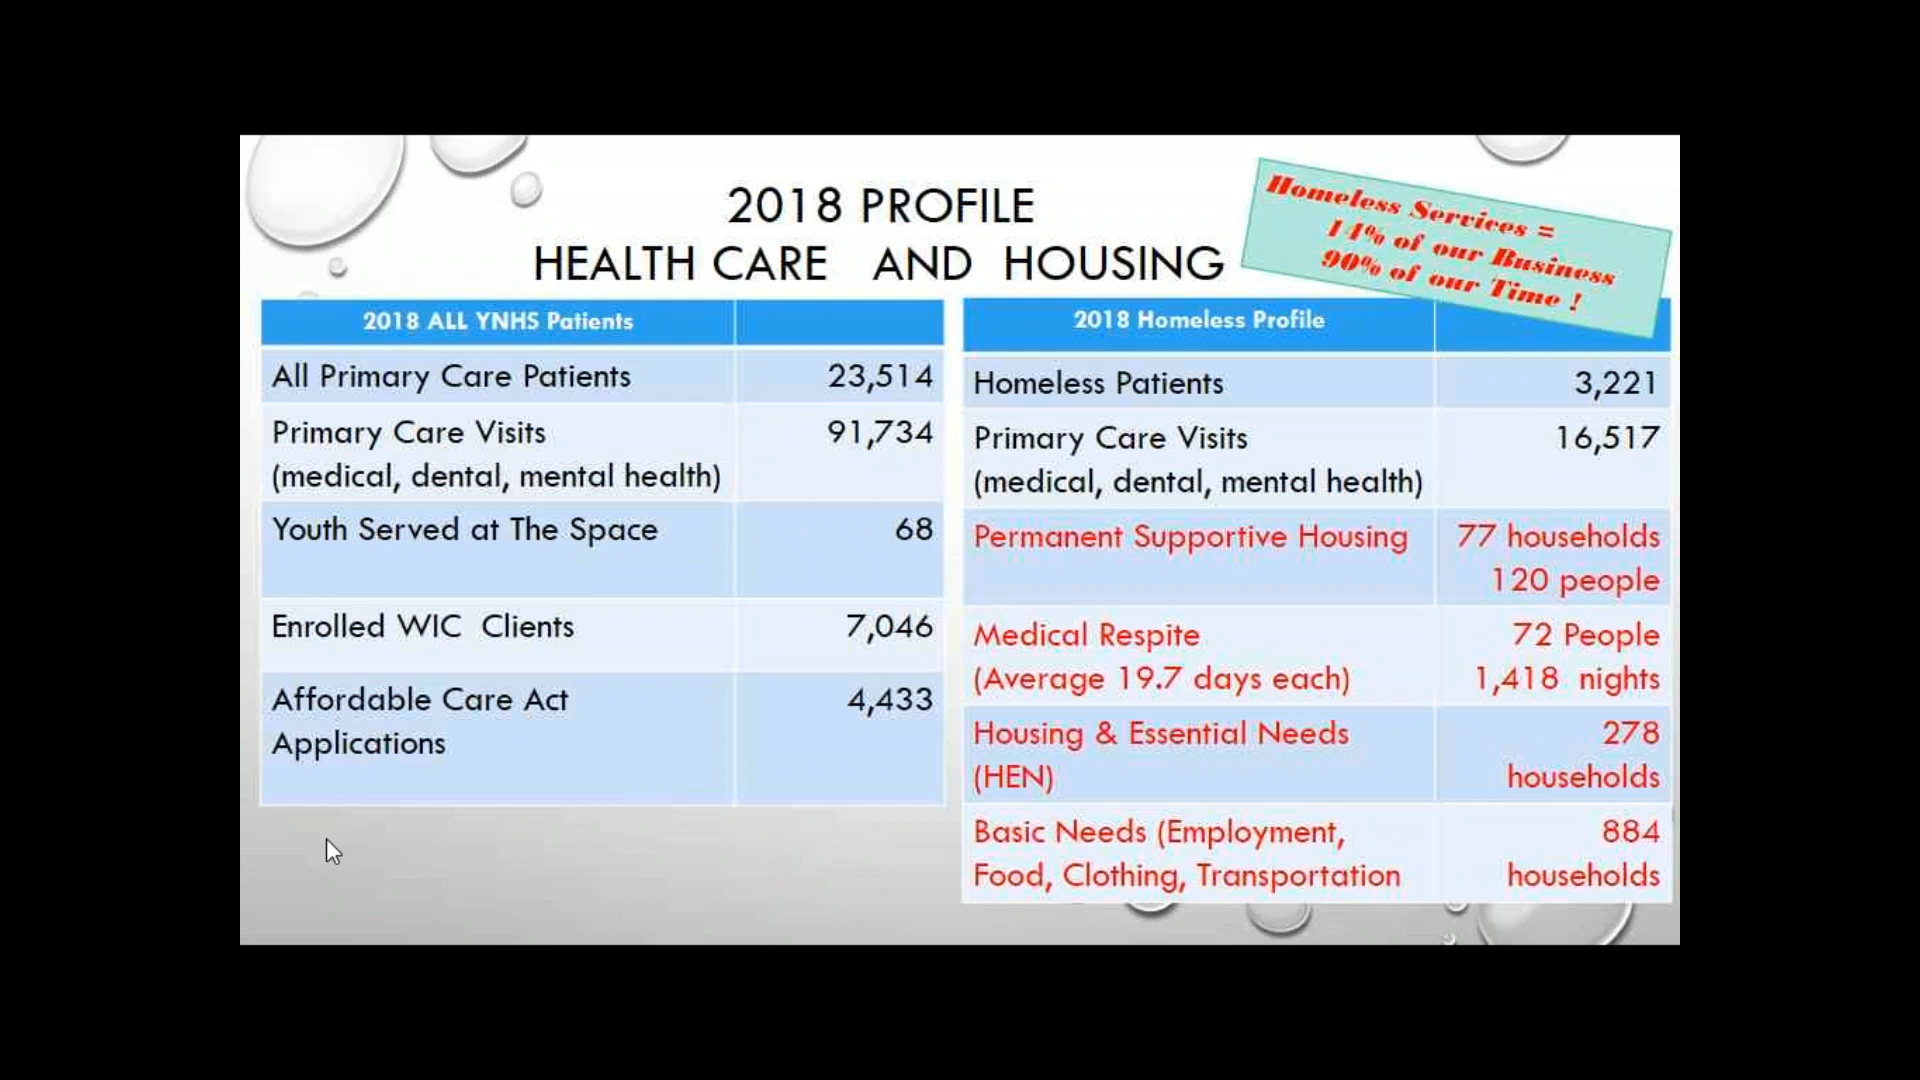 2018 PROFILE
HEALTH CARE AND HOUSING
Homeless Services =
14% of our Business
90% of our Time !
2018 ALL YNHS Patients
All Primary Care Patients 23,514
Primary Care Visits 91,734
(medical, dental, mental health)
Youth Served at The Space 68
Enrolled WIC Clients 7,046
Affordable Care Act 4,433
Applications
2018 Homeless Profile
Homeless Patients 3,221
Primary Care Visits 16,517
(medical, dental, mental health)
Permanent Supportive Housing 77 households
120 people
Medical Respite 72 People
(Average 19.7 days each) 1,418 nights
Housing & Essential Needs 278
(HEN) households
Basic Needs (Employment, 884
Food, Clothing, Transportation households